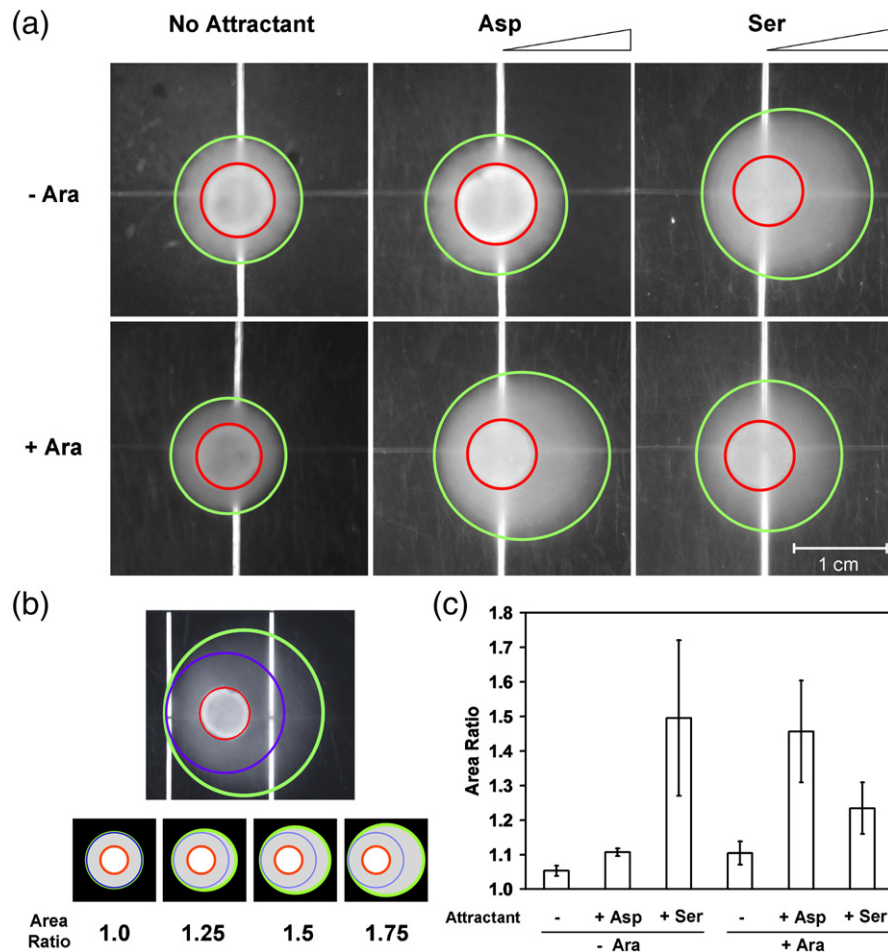 (a)
No Attractant Asp Ser
- Ara
+ Ara
1 cm
(b)
Area Ratio 1.0 1.25 1.5 1.75
(c)
Area Ratio
1.8
1.7
1.6
1.5
1.4
1.3
1.2
1.1
1.0
Attractant - + Asp + Ser - + Asp + Ser
- Ara + Ara